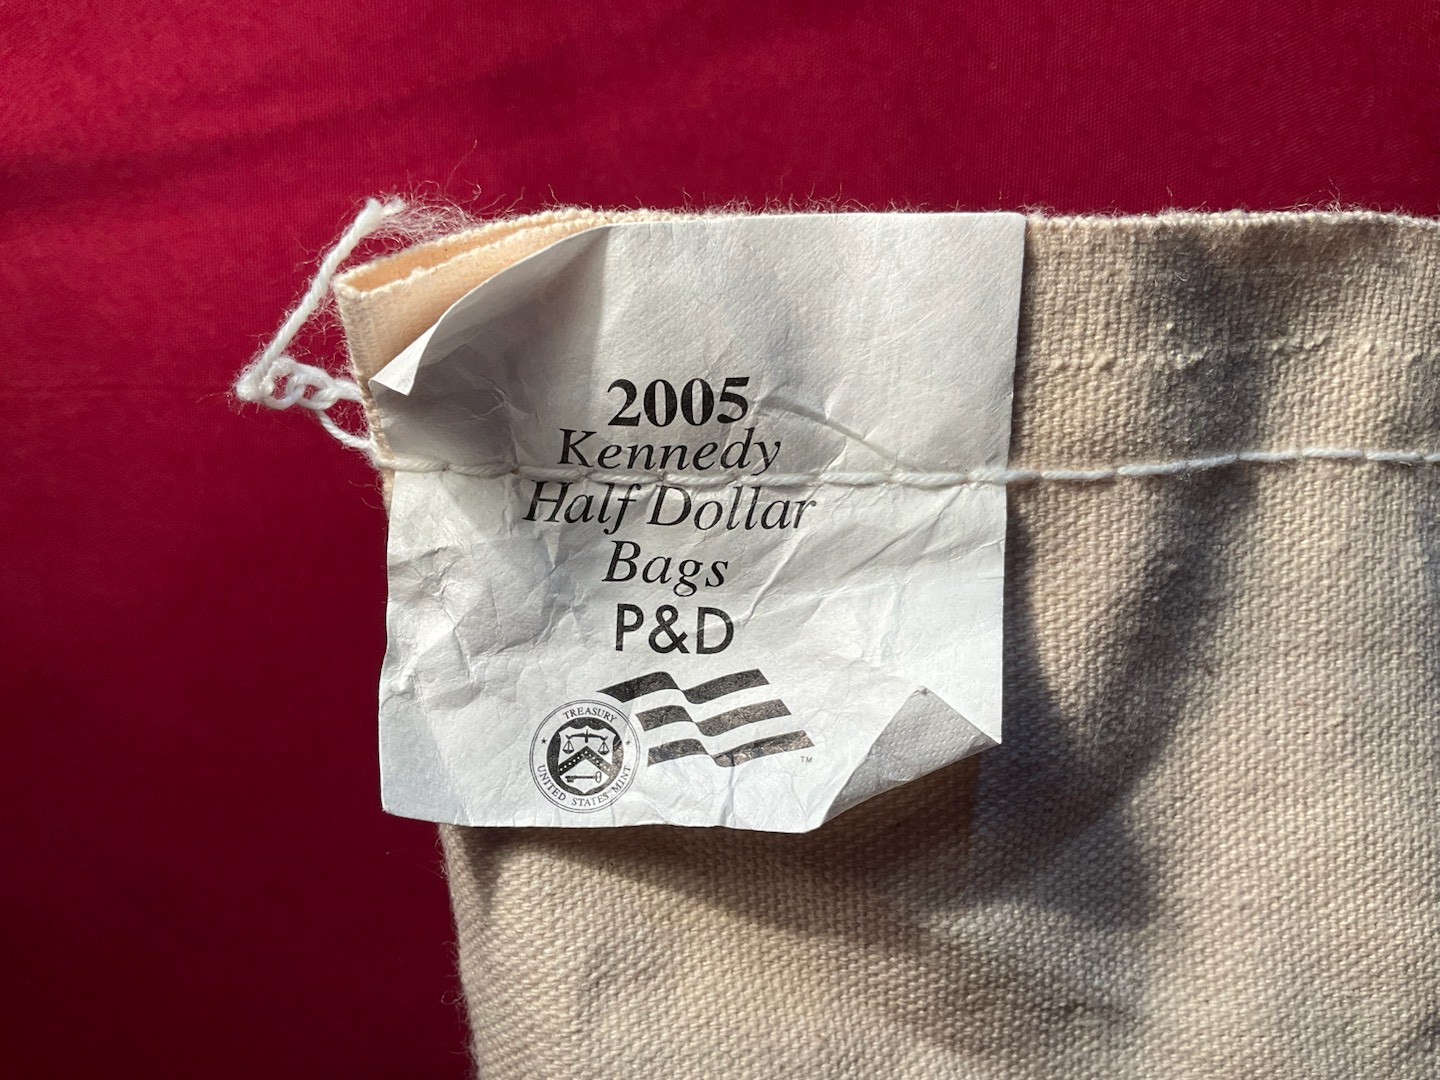 2005
Kennedy
Half Dollar
Bags
P&D
TREASURY
UNITED STATES MINT
TM